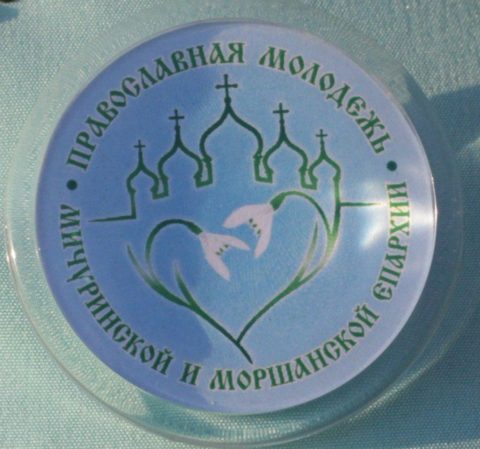 ПРАВОСЛАВНАЯ МОЛОДЕЖЬ
МИЧУРИНСКОЙ И МОРШАНСКОЙ ЕПАРХИИ